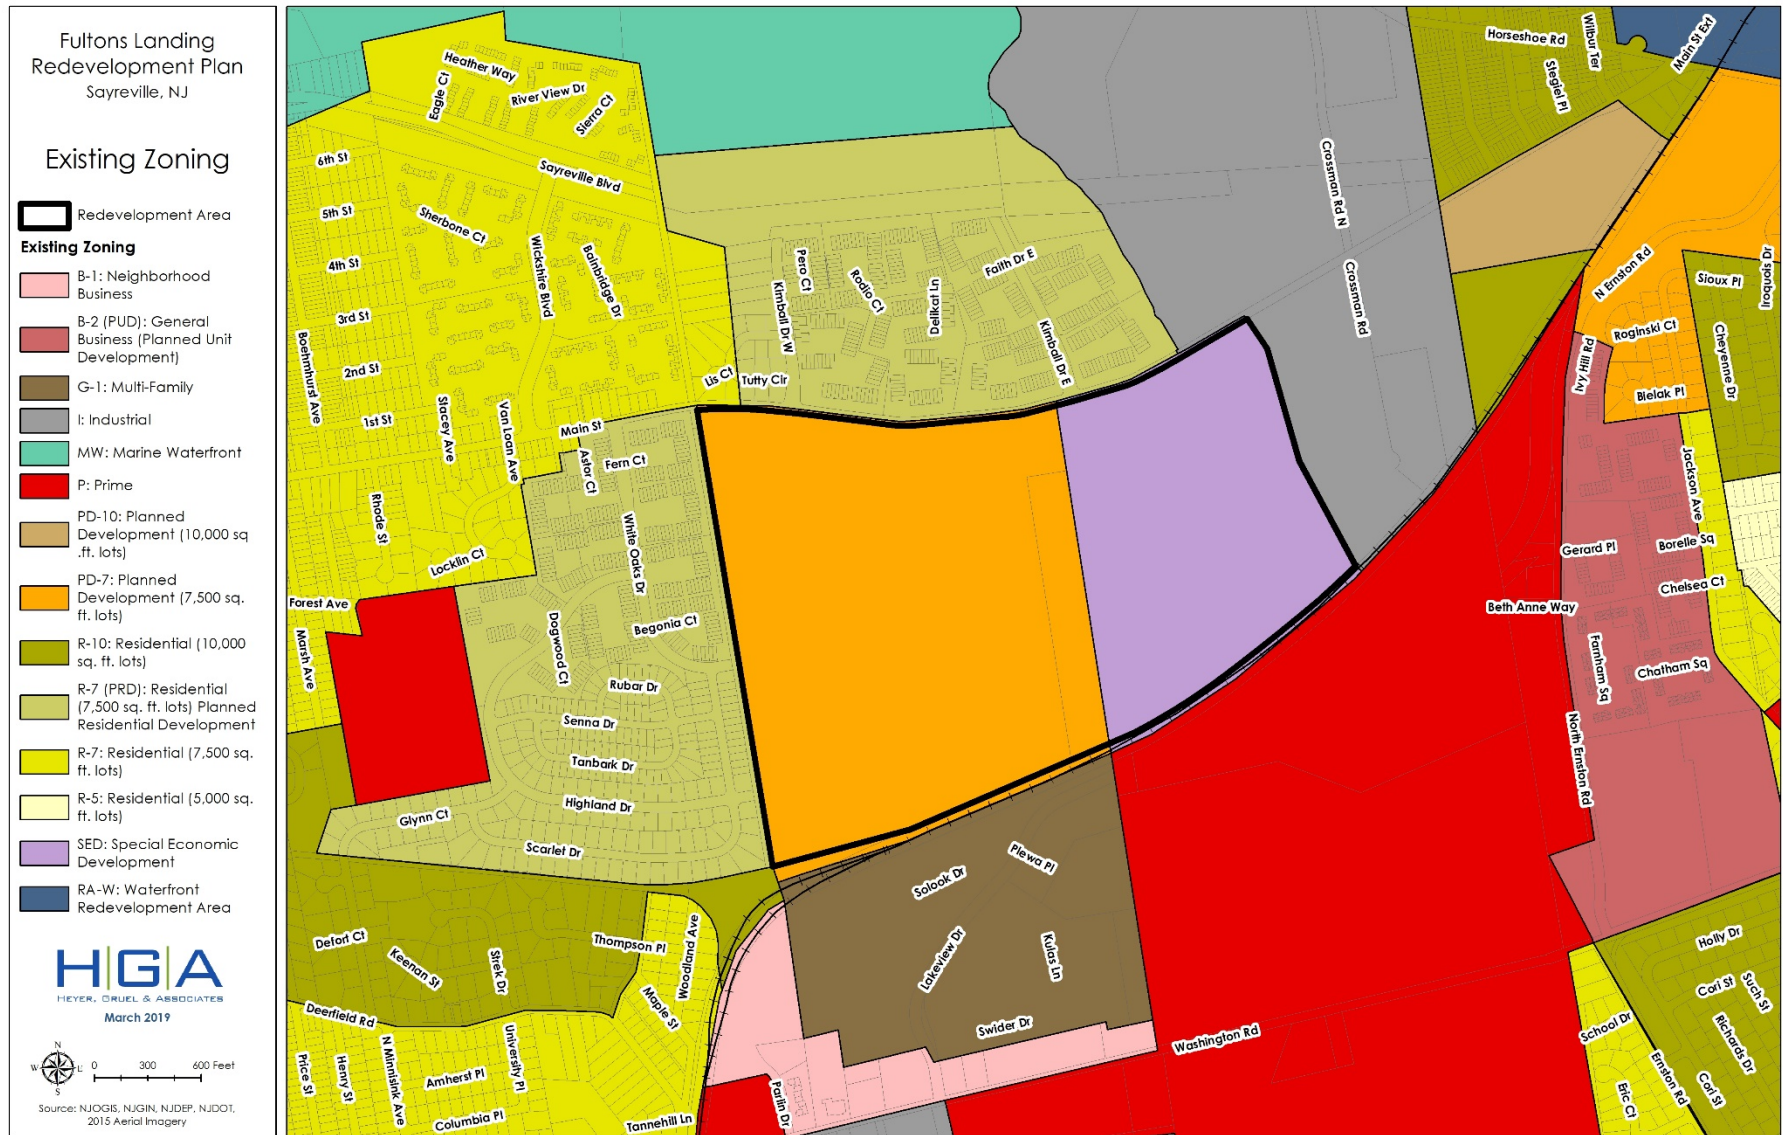 Fultons Landing
Redevelopment Plan
Sayreville, NJ
Existing Zoning
Redevelopment Area
Existing Zoning
B-1: Neighborhood
Business
B-2 (PUD): General
Business (Planned Unit
Development)
G-1: Multi-Family
I: Industrial
MW: Marine Waterfront
P: Prime
PD-10: Planned
Development (10,000 sq
.ft. lots)
PD-7: Planned
Development (7,500 sq.
ft. lots)
R-10: Residential (10,000
sq. ft. lots)
R-7 (PRD): Residential
(7,500 sq. ft. lots) Planned
Residential Development
R-7: Residential (7,500 sq.
ft. lots)
R-5: Residential (5,000 sq.
ft. lots)
SED: Special Economic
Development
RA-W: Waterfront
Redevelopment Area
H|G|A
HEYER, GRUEL & ASSOCIATES
March 2019
N
W
E
S
0 300 600 Feet
Source: NJOGIS, NJGIN, NJDEP, NJDOT,
2015 Aerial Imagery
Heather Way
Eagle Ct
River View Dr
Sierra Ct
6th St
Sayreville Blvd
5th St
Sherbone Ct
4th St
Wickshire Blvd
Bainbridge Dr
3rd St
Boehmhurst Ave
2nd St
1st St
Stacey Ave
Van Loan Ave
Main St
Lis Ct
Tutty Cir
Kimball Dr W
Pero Ct
Rodio Ct
Delikat Ln
Faith Dr E
Kimball Dr E
Crossman Rd N
Crossman Rd
Horseshoe Rd
Wilbur Ter
Stegiel Pl
Main St Ext
N Ernston Rd
Sioux Pl
Iroquois Dr
Roginski Ct
Cheyenne Dr
Ivy Hill Rd
Bielak Pl
Jackson Ave
Gerard Pl
Borelle Sq
Chelsea Ct
Beth Anne Way
Farnham Sq
Chatham Sq
North Ernston Rd
Rhode St
Locklin Ct
Astor Ct
Fern Ct
White Oaks Dr
Forest Ave
Marsh Ave
Dogwood Ct
Begonia Ct
Rubar Dr
Senna Dr
Tanbark Dr
Highland Dr
Glynn Ct
Scarlet Dr
Defort Ct
Keenan St
Strek Dr
Thompson Pl
Woodland Ave
Maple St
Deerfield Rd
Price St
Henry St
N Minnisink Ave
University Pl
Amherst Pl
Columbia Pl
Tannehill Ln
Parlin Dr
Solook Dr
Plewa Pl
Lakeview Dr
Kulas Ln
Swider Dr
Washington Rd
Holly Dr
Cori St
Such St
School Dr
Richards Dr
Ernston Rd
Eric Ct
Cori St